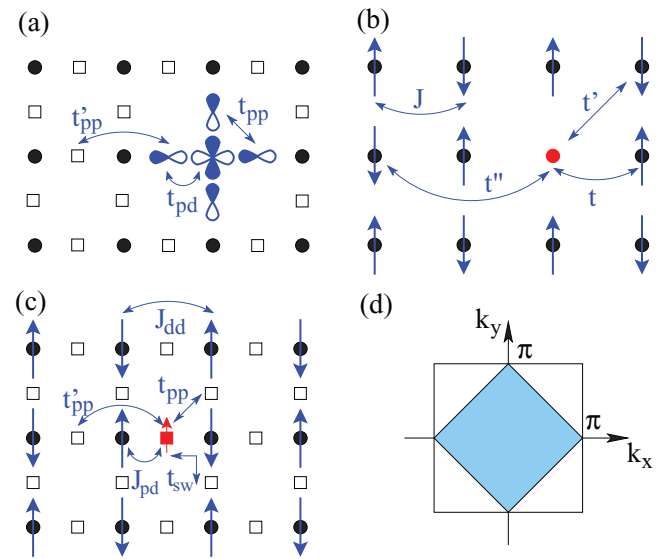 (a)
t'pp
tpp
tpd
(b)
J
t'
t"
t
(c)
Jdd
t'pp
tpp
Jpd
tsw
(d)
ky
π
π
kx